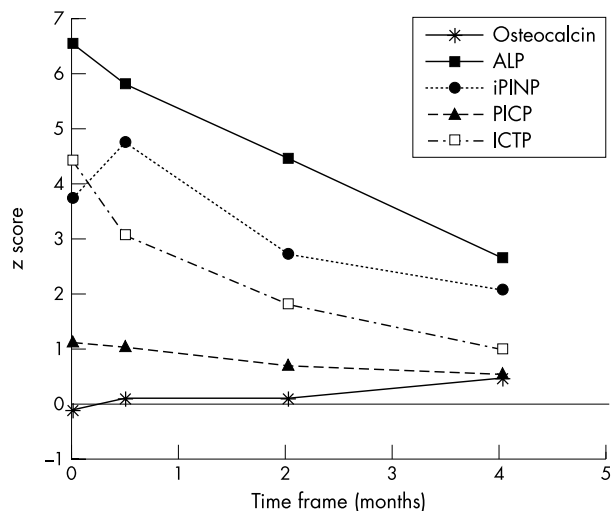 Osteocalcin
ALP
iPINP
PICP
ICTP
7
6
5
4
3
2
1
0
–1
z score
0 1 2 3 4 5
Time frame (months)